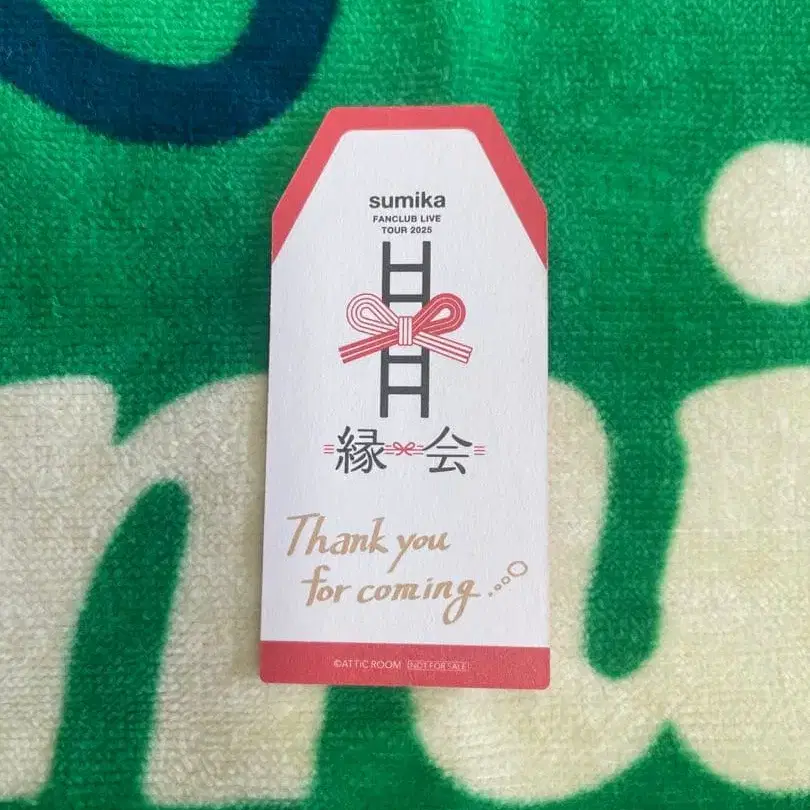 sumika
FANCLUB LIVE
TOUR 2025
縁会
Thank you
for coming...
©ATTIC ROOM NOT FOR SALE